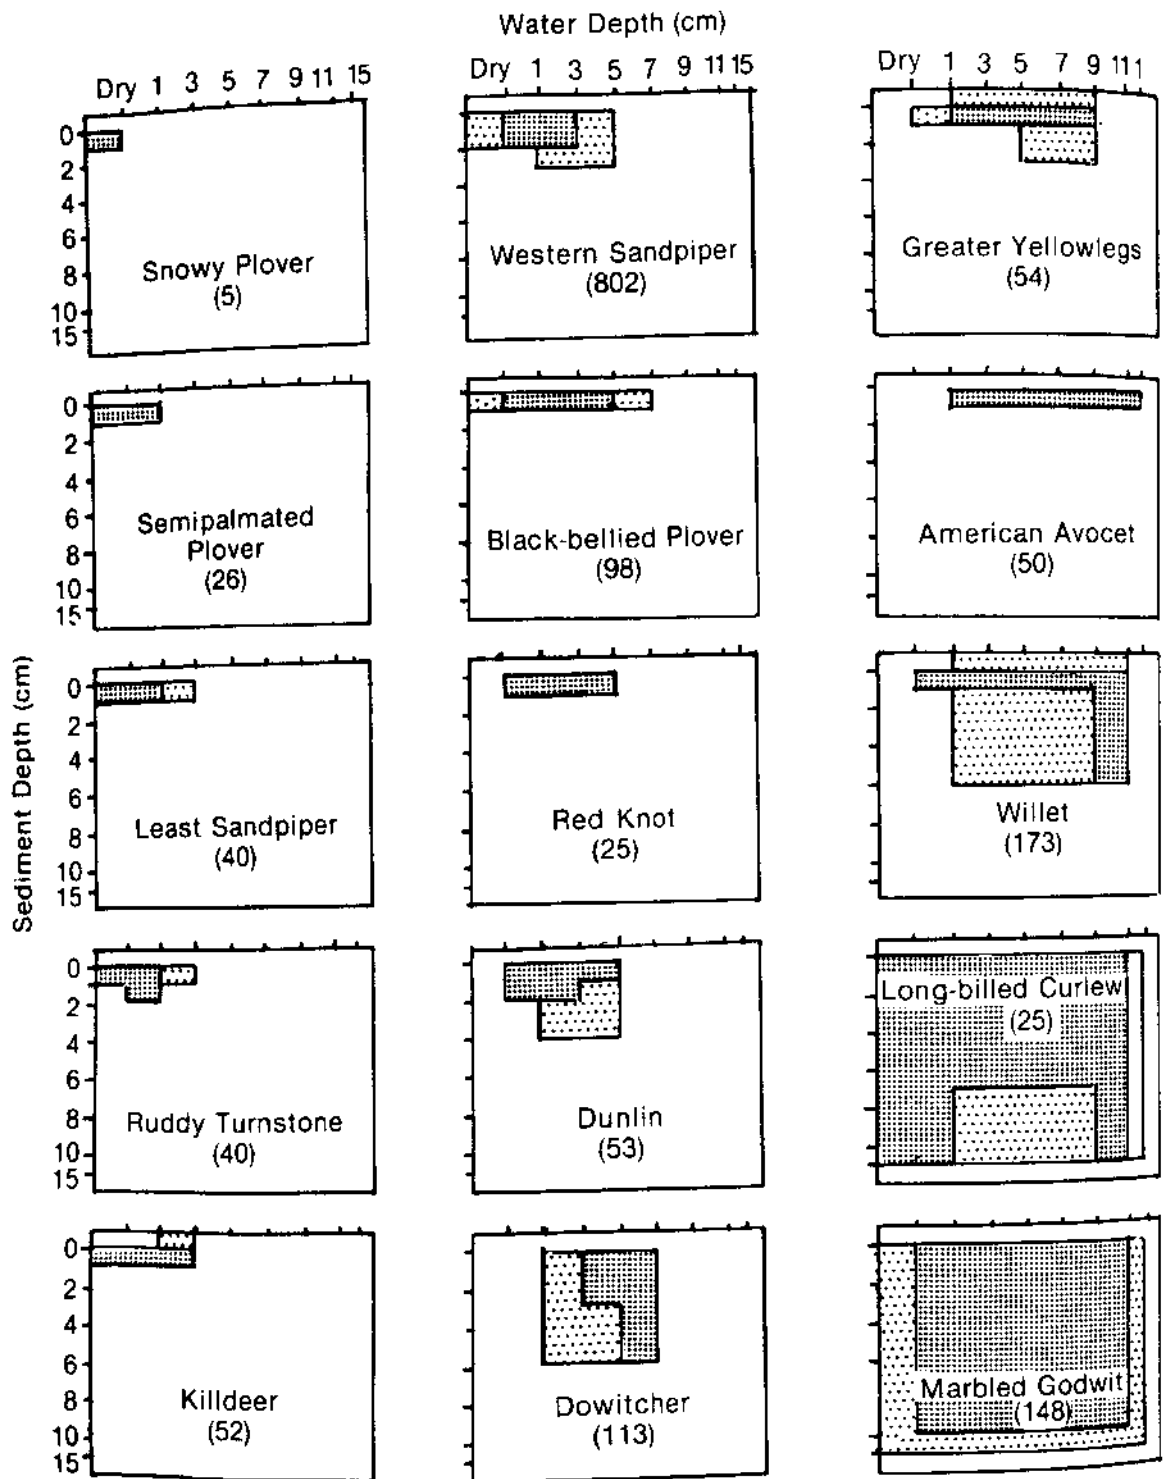 Water Depth (cm)
Dry 1 3 5 7 9 11 15
Dry 1 3 5 7 9 11 15
Dry 1 3 5 7 9 11 1
0
2
4
6
8
10
15
Snowy Plover
(5)
Western Sandpiper
(802)
Greater Yellowlegs
(54)
0
2
4
6
8
10
15
Semipalmated
Plover
(26)
Black-bellied Plover
(98)
American Avocet
(50)
Sediment Depth (cm)
0
2
4
6
8
10
15
Least Sandpiper
(40)
Red Knot
(25)
Willet
(173)
0
2
4
6
8
10
15
Ruddy Turnstone
(40)
Dunlin
(53)
Long-billed Curlew
(25)
0
2
4
6
8
10
15
Killdeer
(52)
Dowitcher
(113)
Marbled Godwit
(148)